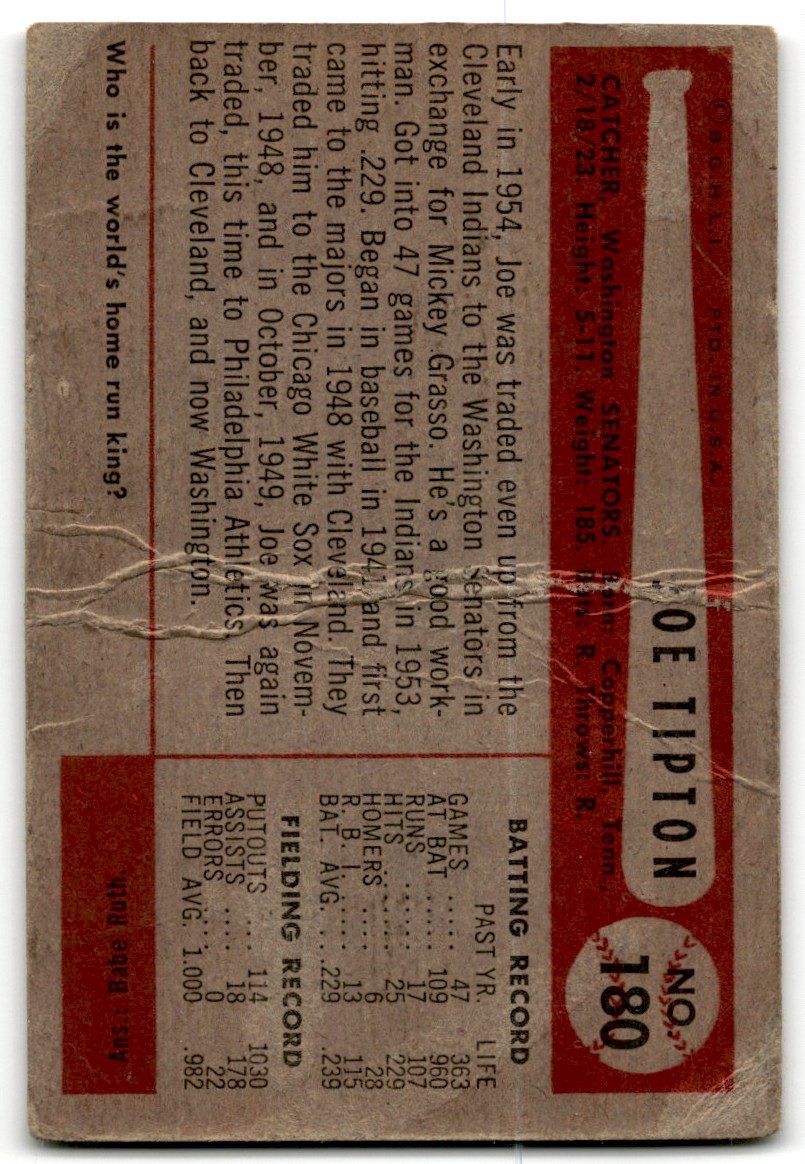 © B. G. H. L. I. PTD. IN U. S. A.
JOE TIPTON
NO.
180
CATCHER, Washington SENATORS. Born: Copperhill, Tenn.,
2/18/23. Height: 5-11. Weight: 185. Bats: R. Throws: R.
Early in 1954, Joe was traded even up from the
Cleveland Indians to the Washington Senators in
exchange for Mickey Grasso. He's a good work-
man. Got into 47 games for the Indians in 1953,
hitting .229. Began in baseball in 1941 and first
came to the majors in 1948 with Cleveland. They
traded him to the Chicago White Sox in Novem-
ber, 1948, and in October, 1949, Joe was again
traded, this time to Philadelphia Athletics. Then
back to Cleveland, and now Washington.
BATTING RECORD
PAST YR. LIFE
GAMES ..... 47 363
AT BAT ..... 109 960
RUNS ...... 17 107
HITS ...... 25 229
HOMERS ..... 6 28
R. B. I. .... 13 115
BAT. AVG. ... .229 .239
FIELDING RECORD
PUTOUTS ... 114 1030
ASSISTS .... 18 178
ERRORS .... 0 22
FIELD AVG. 1.000 .982
Who is the world's home run king?
Ans.: Babe Ruth.